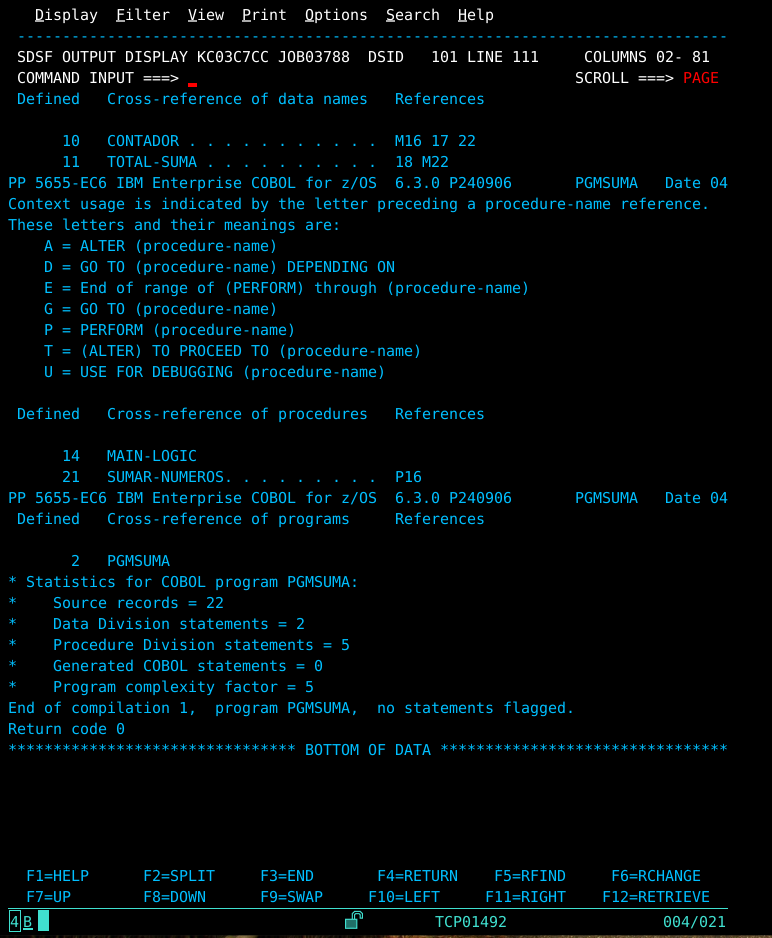 Display  Filter  View  Print  Options  Search  Help
-------------------------------------------------------------------------------
SDSF OUTPUT DISPLAY KC03C7CC JOB03788  DSID   101 LINE 111     COLUMNS 02- 81
COMMAND INPUT ===>                                            SCROLL ===> PAGE
 Defined   Cross-reference of data names   References
      10   CONTADOR . . . . . . . . . . .  M16 17 22
      11   TOTAL-SUMA . . . . . . . . . .  18 M22
PP 5655-EC6 IBM Enterprise COBOL for z/OS  6.3.0 P240906       PGMSUMA   Date 04
Context usage is indicated by the letter preceding a procedure-name reference.
These letters and their meanings are:
    A = ALTER (procedure-name)
    D = GO TO (procedure-name) DEPENDING ON
    E = End of range of (PERFORM) through (procedure-name)
    G = GO TO (procedure-name)
    P = PERFORM (procedure-name)
    T = (ALTER) TO PROCEED TO (procedure-name)
    U = USE FOR DEBUGGING (procedure-name)
 Defined   Cross-reference of procedures   References
      14   MAIN-LOGIC
      21   SUMAR-NUMEROS. . . . . . . . .  P16
PP 5655-EC6 IBM Enterprise COBOL for z/OS  6.3.0 P240906       PGMSUMA   Date 04
 Defined   Cross-reference of programs     References
       2   PGMSUMA
* Statistics for COBOL program PGMSUMA:
*    Source records = 22
*    Data Division statements = 2
*    Procedure Division statements = 5
*    Generated COBOL statements = 0
*    Program complexity factor = 5
End of compilation 1,  program PGMSUMA,  no statements flagged.
Return code 0
******************************** BOTTOM OF DATA ********************************
F1=HELP      F2=SPLIT     F3=END       F4=RETURN    F5=RFIND     F6=RCHANGE
F7=UP        F8=DOWN      F9=SWAP     F10=LEFT     F11=RIGHT    F12=RETRIEVE
4 B     TCP01492     004/021